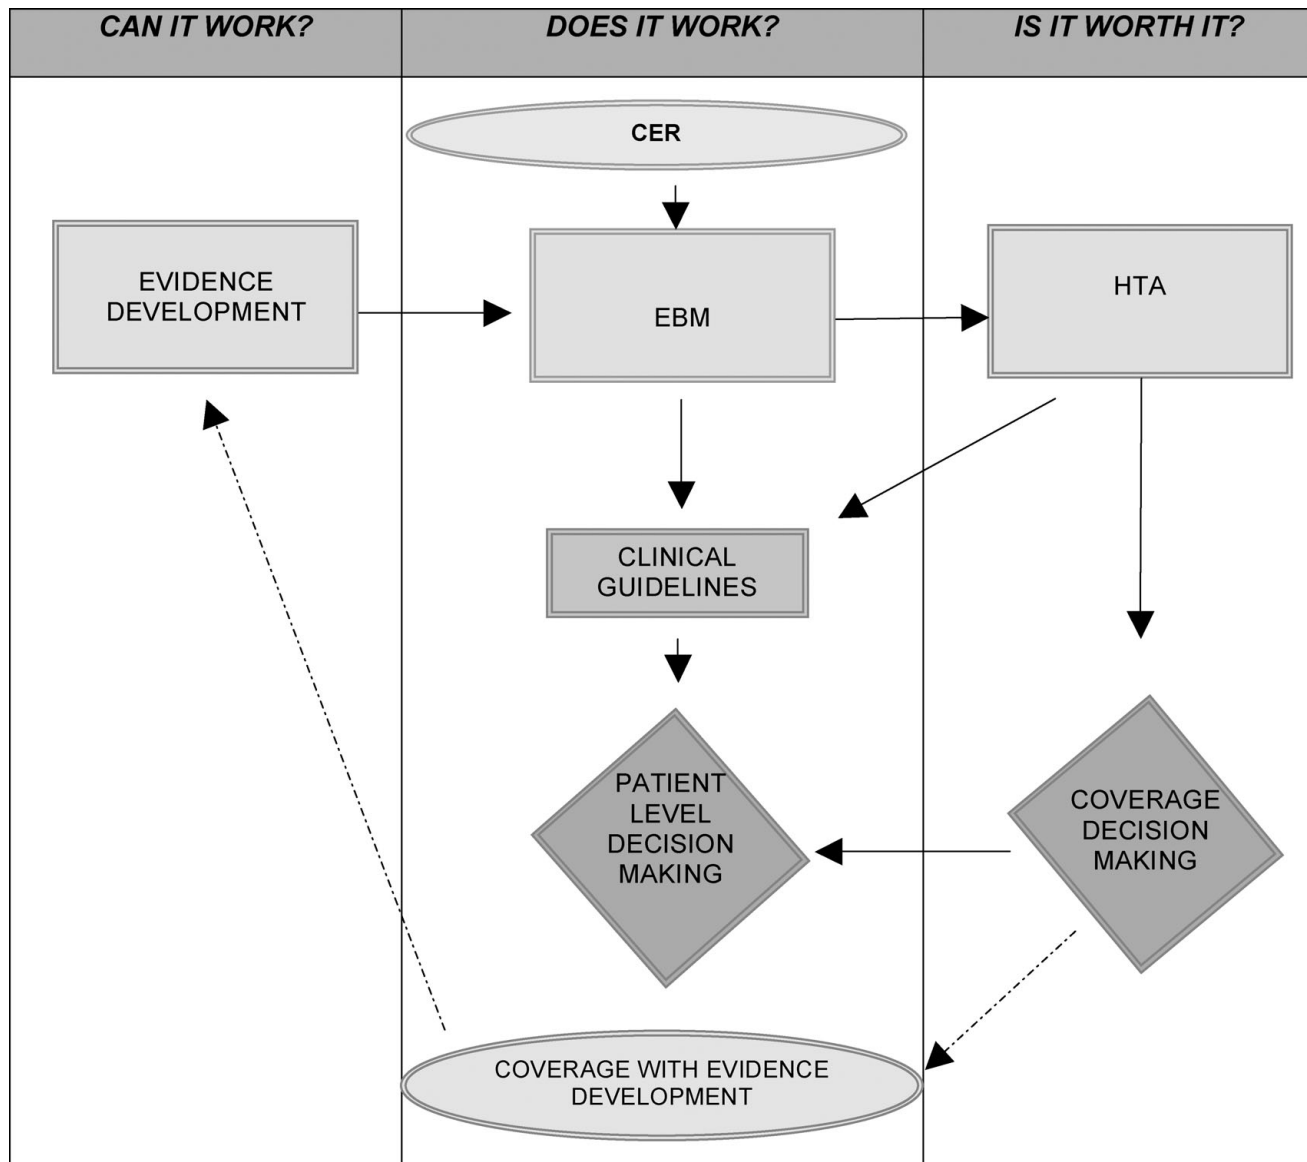 CAN IT WORK?
DOES IT WORK?
IS IT WORTH IT?
CER
EVIDENCE
DEVELOPMENT
EBM
HTA
CLINICAL
GUIDELINES
PATIENT
LEVEL
DECISION
MAKING
COVERAGE
DECISION
MAKING
COVERAGE WITH EVIDENCE
DEVELOPMENT